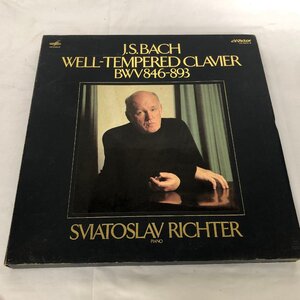 J.S.BACH
WELL-TEMPERED CLAVIER
BWV846-893
SVIATOSLAV RICHTER
PIANO